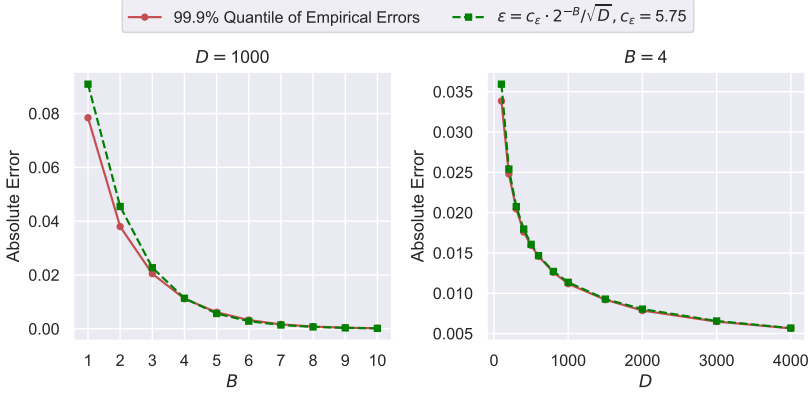 99.9% Quantile of Empirical Errors
ε = c_ε · 2^{-B}/√D, c_ε = 5.75
D = 1000
Absolute Error
0.08
0.06
0.04
0.02
0.00
1 2 3 4 5 6 7 8 9 10
B
B = 4
Absolute Error
0.035
0.030
0.025
0.020
0.015
0.010
0.005
0 1000 2000 3000 4000
D